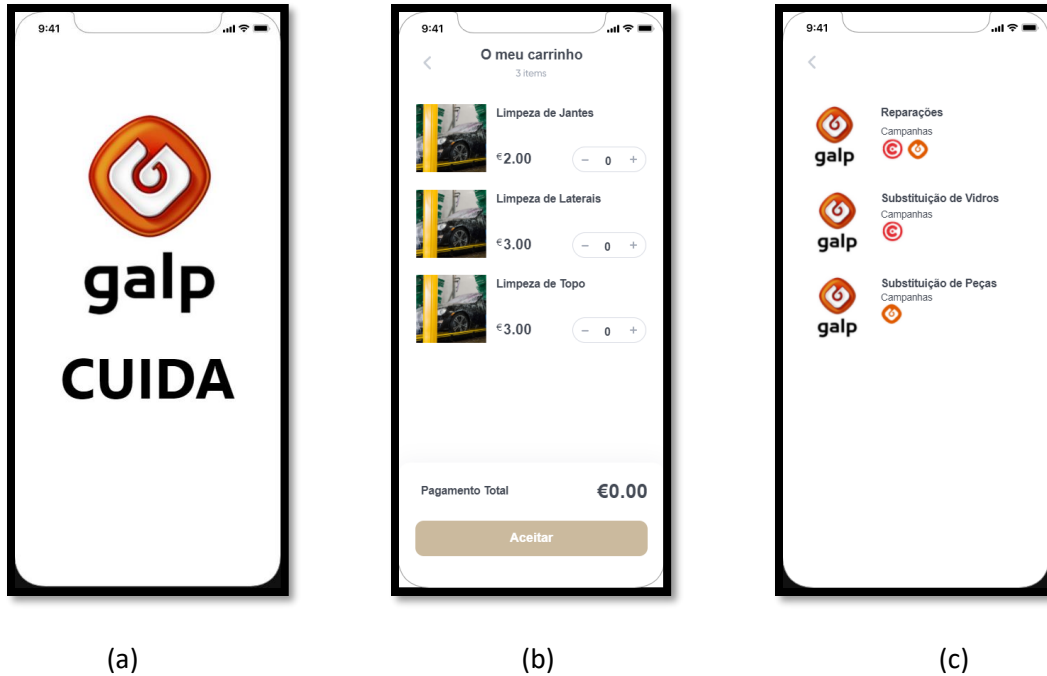 9:41
galp
CUIDA
(a)
9:41
O meu carrinho
3 items
Limpeza de Jantes
€2.00
− 0 +
Limpeza de Laterais
€3.00
− 0 +
Limpeza de Topo
€3.00
− 0 +
Pagamento Total €0.00
Aceitar
(b)
9:41
galp
Reparações
Campanhas
galp
Substituição de Vidros
Campanhas
galp
Substituição de Peças
Campanhas
(c)